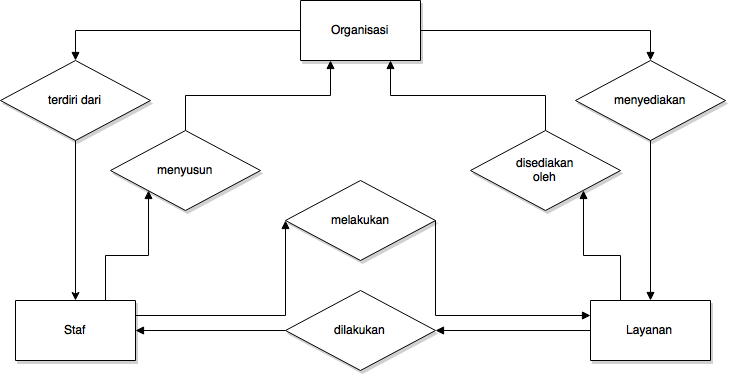 Organisasi
terdiri dari
menyediakan
menyusun
disediakan
oleh
melakukan
Staf
dilakukan
Layanan